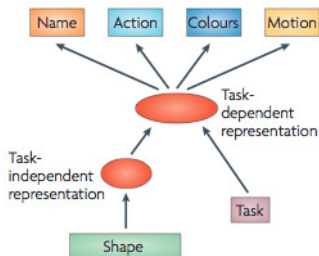 Name
Action
Colours
Motion
Task-
dependent
representation
Task-
independent
representation
Task
Shape